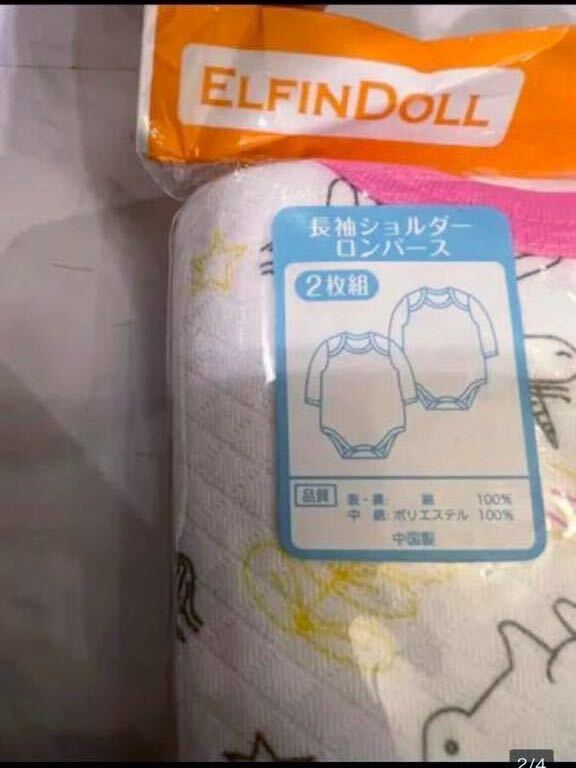 ELFINDOLL
長袖ショルダー
ロンパース
2枚組
品質 表・裏: 綿 100%
中 綿: ポリエステル 100%
中国製
2/4